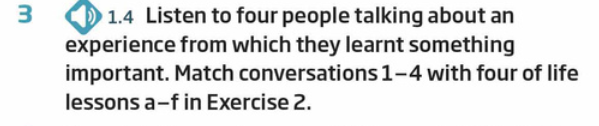 3 1.4 Listen to four people talking about an
experience from which they learnt something
important. Match conversations 1–4 with four of life
lessons a–f in Exercise 2.